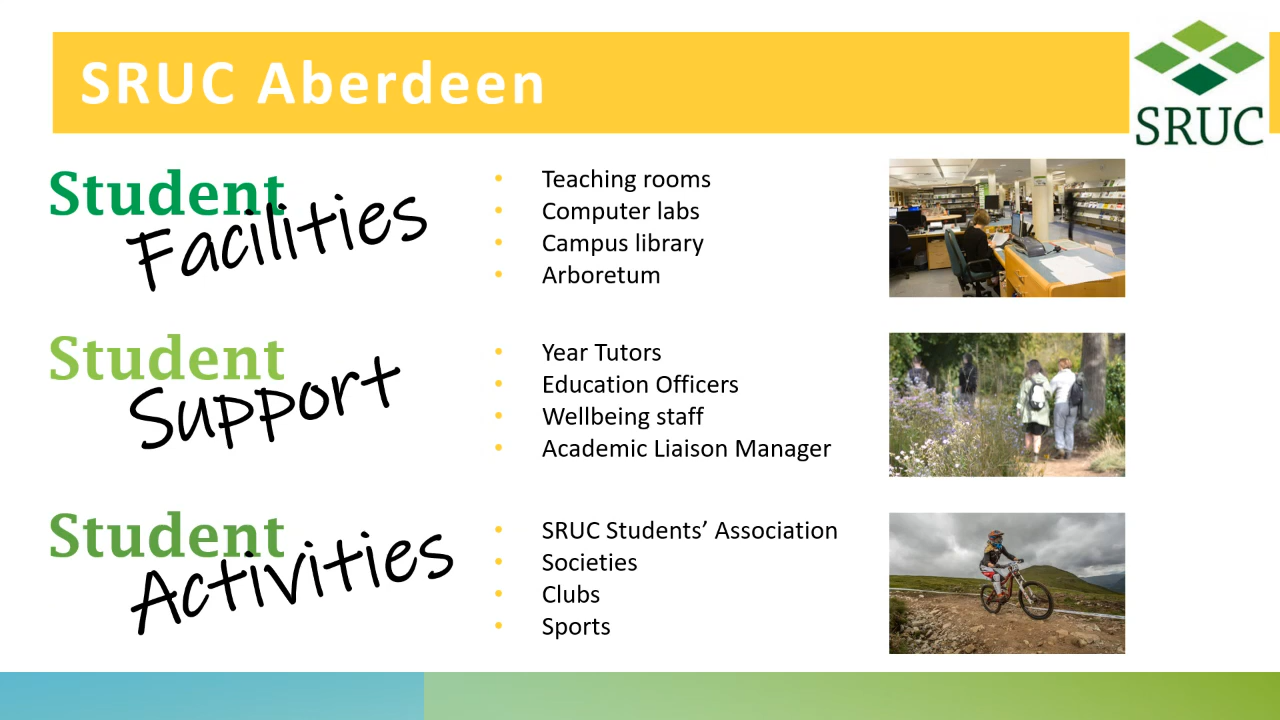 SRUC Aberdeen
SRUC
Student
Facilities
• Teaching rooms
• Computer labs
• Campus library
• Arboretum
Student
Support
• Year Tutors
• Education Officers
• Wellbeing staff
• Academic Liaison Manager
Student
Activities
• SRUC Students’ Association
• Societies
• Clubs
• Sports